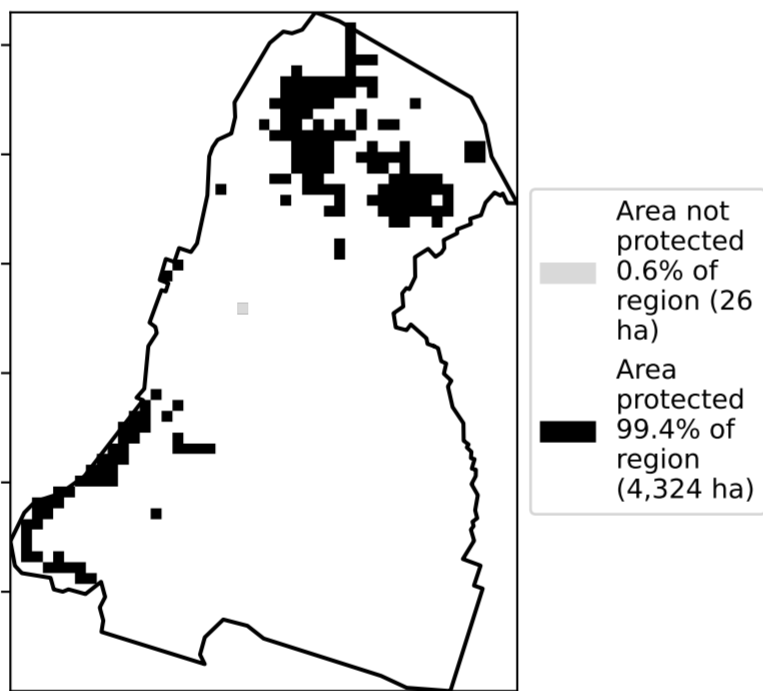 Area not
protected
0.6% of
region (26
ha)
Area
protected
99.4% of
region
(4,324 ha)